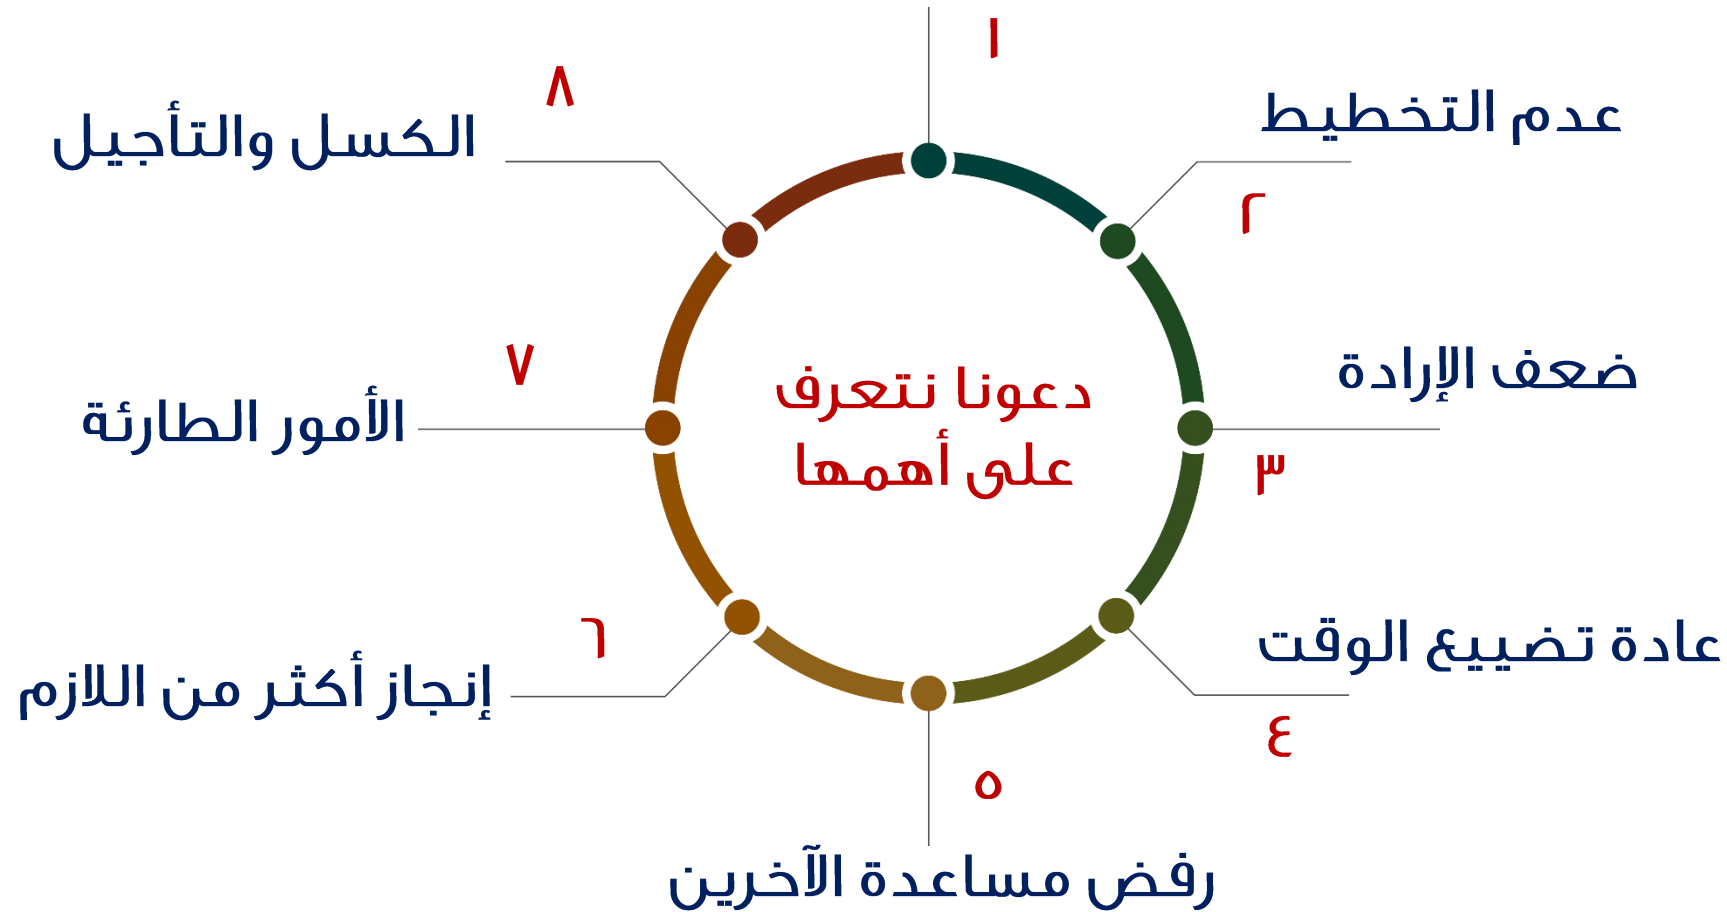 دعونا نتعرف
على أهمها
١
عدم التخطيط
٢
ضعف الإرادة
٣
عادة تضييع الوقت
٤
٥
رفض مساعدة الآخرين
٦
إنجاز أكثر من اللازم
٧
الأمور الطارئة
٨
الكسل والتأجيل